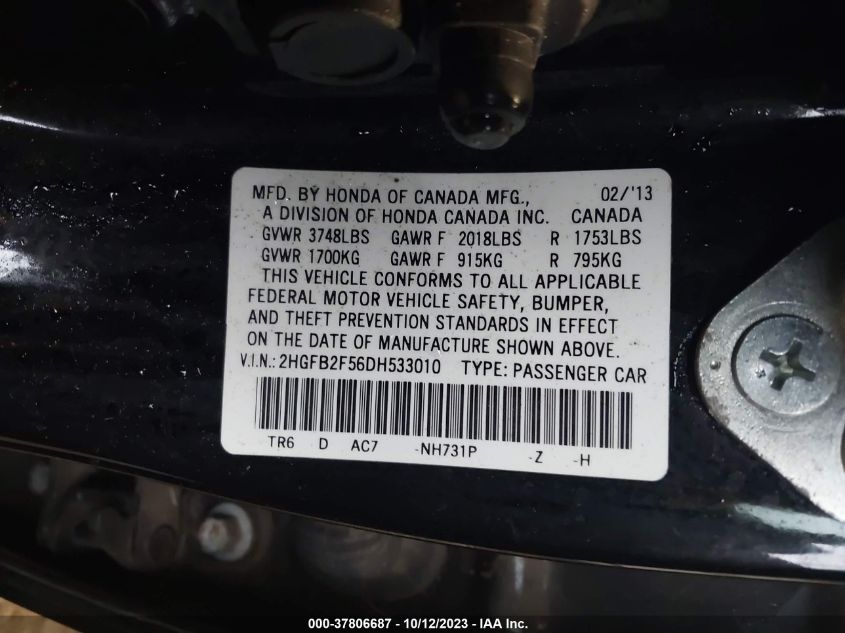 MFD. BY HONDA OF CANADA MFG., 02/'13
A DIVISION OF HONDA CANADA INC. CANADA
GVWR 3748LBS GAWR F 2018LBS R 1753LBS
GVWR 1700KG GAWR F 915KG R 795KG
THIS VEHICLE CONFORMS TO ALL APPLICABLE
FEDERAL MOTOR VEHICLE SAFETY, BUMPER,
AND THEFT PREVENTION STANDARDS IN EFFECT
ON THE DATE OF MANUFACTURE SHOWN ABOVE.
V.I.N.: 2HGFB2F56DH533010 TYPE: PASSENGER CAR
TR6 D AC7 -NH731P -Z -H
000-37806687 - 10/12/2023 - IAA Inc.